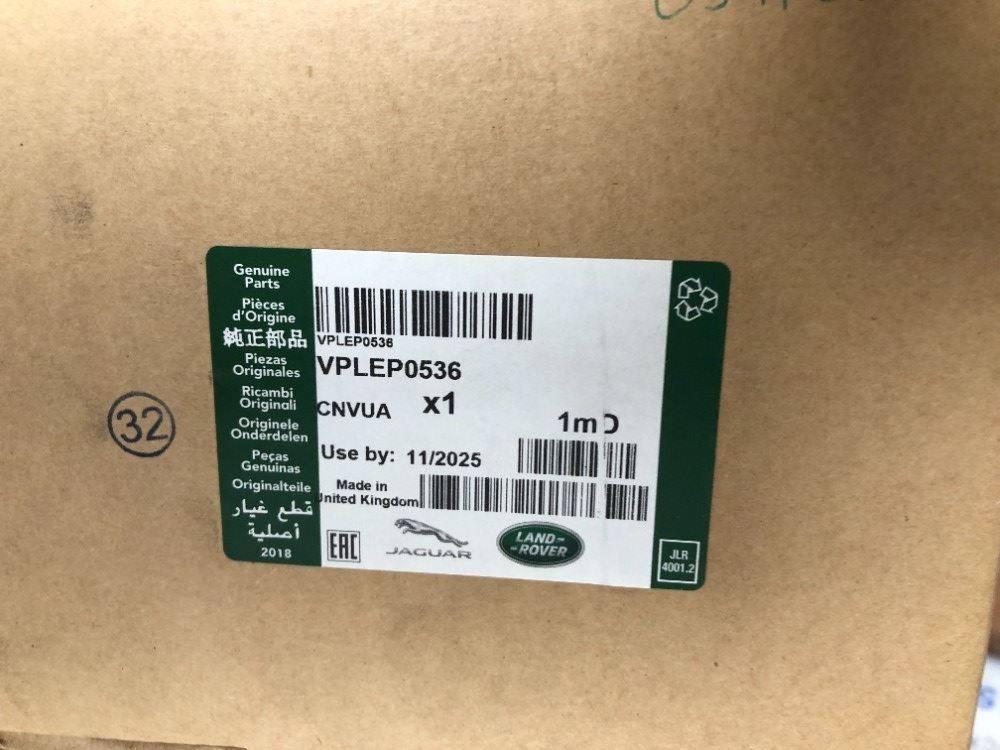 Genuine
Parts
Pièces
d'Origine
純正部品
Piezas
Originales
Ricambi
Originali
Originele
Onderdelen
Peças
Genuinas
Originalteile
قطع غيار
أصلية
2018
VPLEP0536
VPLEP0536
CNVUA x1
1m
Use by: 11/2025
Made in
United Kingdom
EAC
JAGUAR
LAND-
-ROVER
JLR
4001.2
32